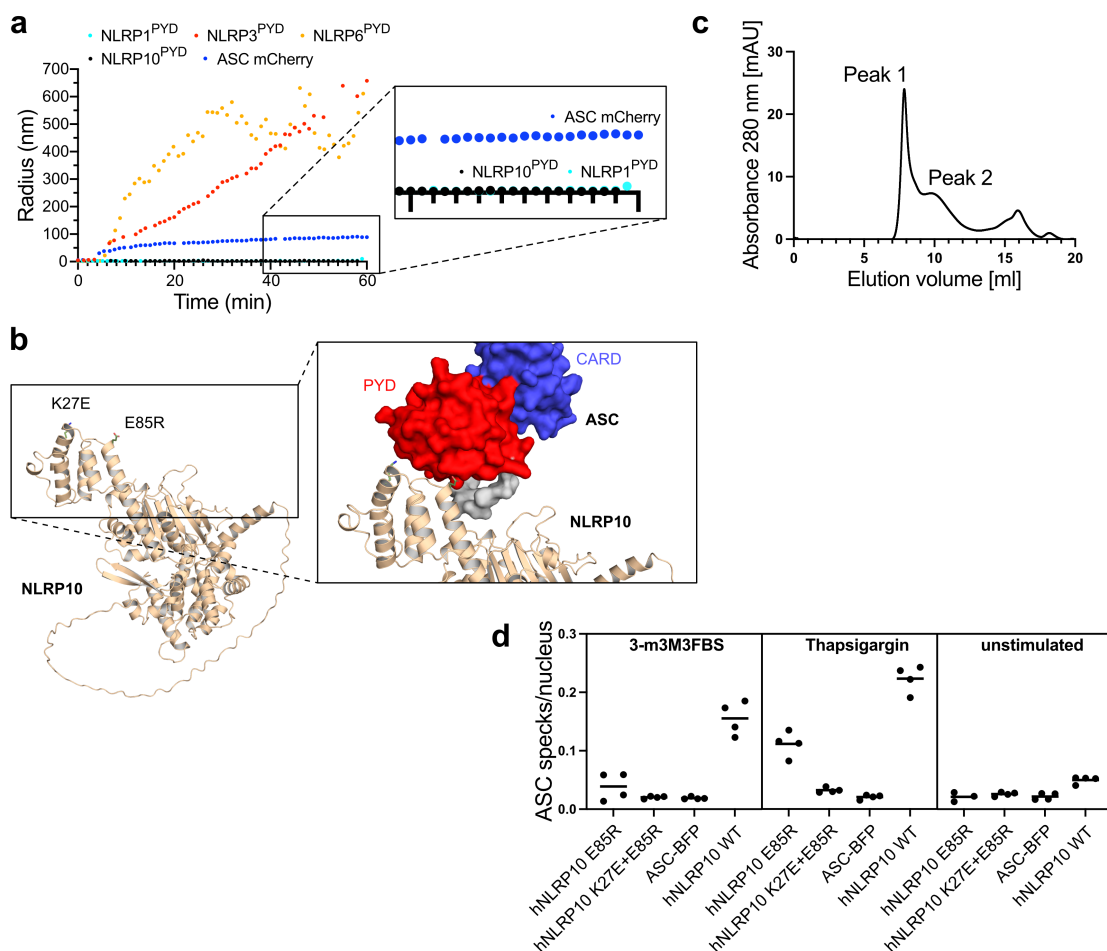 a
NLRP1PYD NLRP3PYD NLRP6PYD
NLRP10PYD ASC mCherry
700
600
500
400
300
200
100
0
Radius (nm)
0 10 20 30 40 50 60
Time (min)
ASC mCherry
NLRP10PYD NLRP1PYD
c
Absorbance 280 nm [mAU]
30
20
10
0
Peak 1
Peak 2
0 5 10 15 20
Elution volume [ml]
b
K27E
E85R
NLRP10
PYD
CARD
ASC
NLRP10
d
ASC specks/nucleus
0.3
0.2
0.1
0.0
3-m3M3FBS Thapsigargin unstimulated
hNLRP10 E85R
hNLRP10 K27E+E85R
ASC-BFP
hNLRP10 WT
hNLRP10 E85R
hNLRP10 K27E+E85R
ASC-BFP
hNLRP10 WT
hNLRP10 E85R
hNLRP10 K27E+E85R
ASC-BFP
hNLRP10 WT